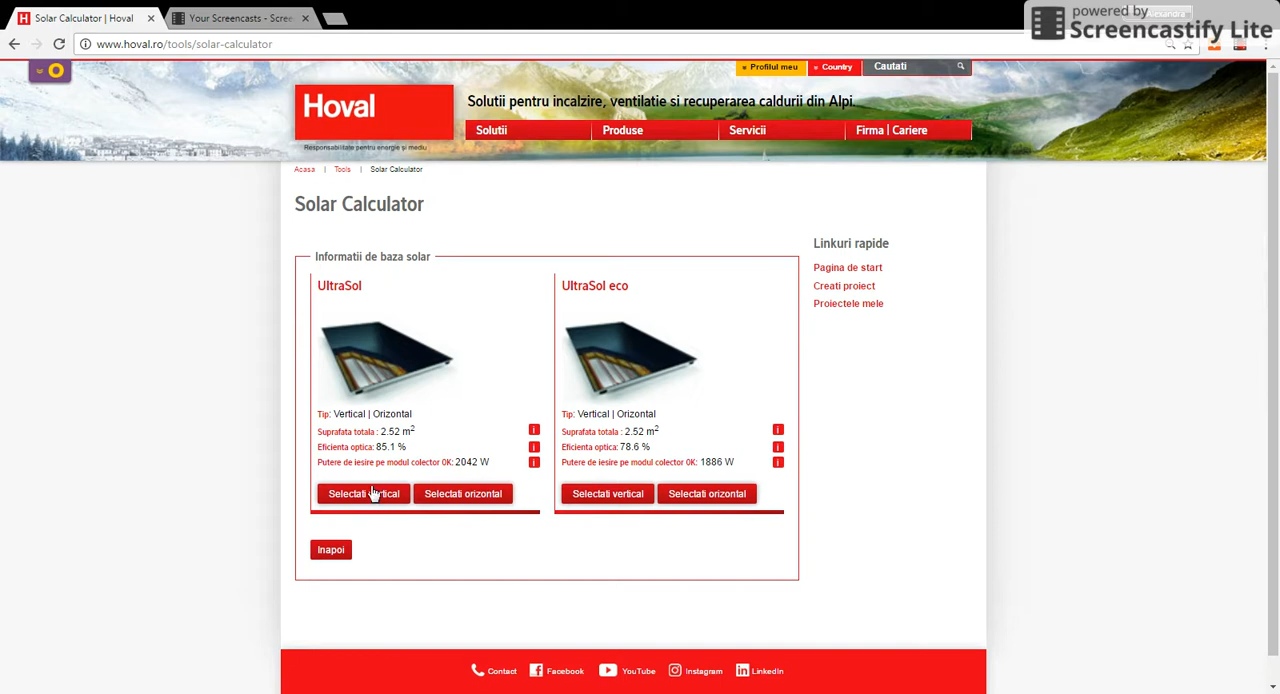 Solar Calculator | Hoval
Your Screencasts - Scree
Alexandra
powered by
Screencastify Lite
www.hoval.ro/tools/solar-calculator
Profilul meu
Country
Cautati
Hoval
Responsabilitate pentru energie și mediu
Solutii pentru incalzire, ventilatie si recuperarea caldurii din Alpi.
Solutii
Produse
Servicii
Firma | Cariere
Acasa | Tools | Solar Calculator
Solar Calculator
Linkuri rapide
Pagina de start
Creati proiect
Proiectele mele
Informatii de baza solar
UltraSol
Tip: Vertical | Orizontal
Suprafata totala : 2.52 m²
Eficienta optica: 85.1 %
Putere de iesire pe modul colector 0K: 2042 W
Selectati vertical
Selectati orizontal
UltraSol eco
Tip: Vertical | Orizontal
Suprafata totala : 2.52 m²
Eficienta optica: 78.6 %
Putere de iesire pe modul colector 0K: 1886 W
Selectati vertical
Selectati orizontal
Inapoi
Contact
Facebook
YouTube
Instagram
LinkedIn